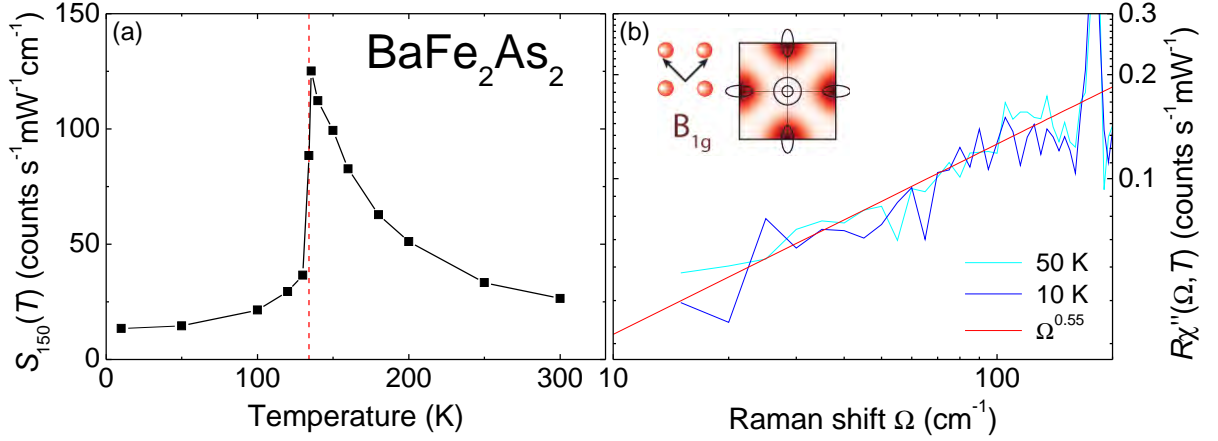 (a)
BaFe₂As₂
150
100
50
0
0
100
200
300
S₁₅₀(T) (counts s⁻¹mW⁻¹cm⁻¹)
Temperature (K)
(b)
B₁g
50 K
10 K
Ω⁰·⁵⁵
0.3
0.2
0.1
10
100
Rχ''(Ω,T) (counts s⁻¹mW⁻¹)
Raman shift Ω (cm⁻¹)